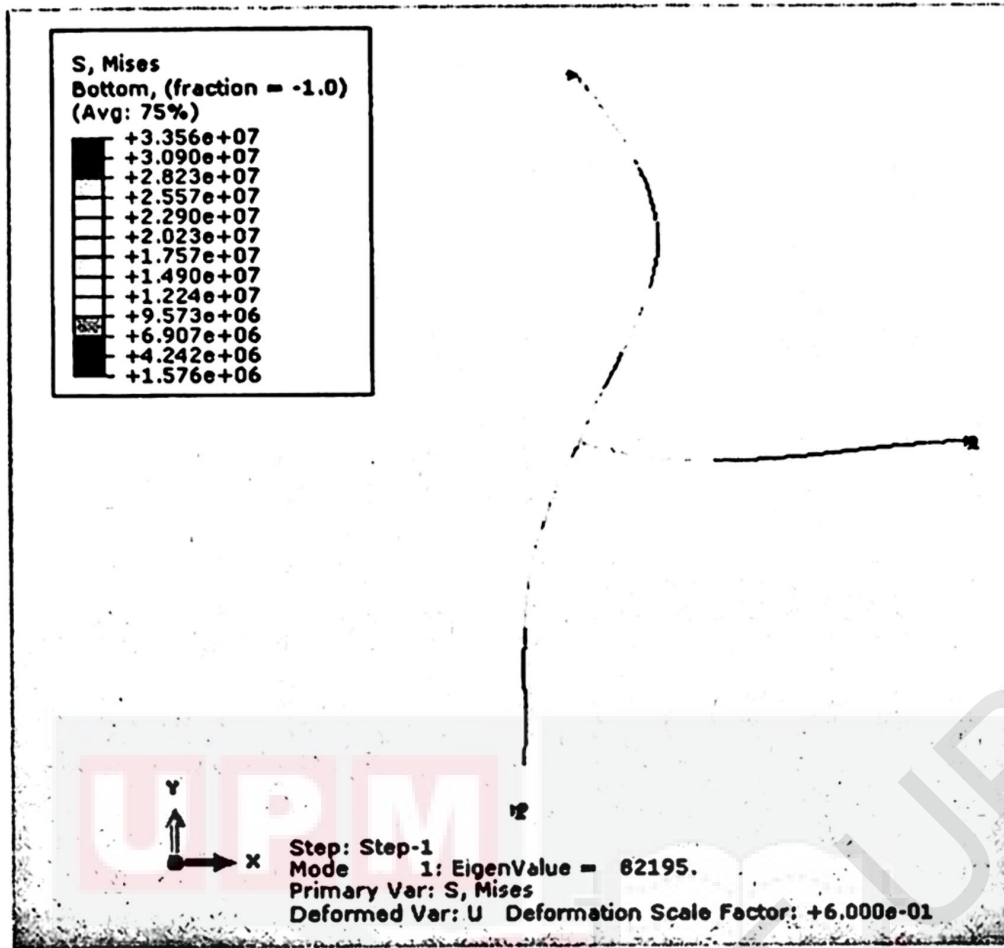 S, Mises
Bottom, (fraction = -1.0)
(Avg: 75%)
+3.356e+07
+3.090e+07
+2.823e+07
+2.557e+07
+2.290e+07
+2.023e+07
+1.757e+07
+1.490e+07
+1.224e+07
+9.573e+06
+6.907e+06
+4.242e+06
+1.576e+06
UPM
Y
X
Step: Step-1
Mode 1: EigenValue = 82195.
Primary Var: S, Mises
Deformed Var: U Deformation Scale Factor: +6.000e-01